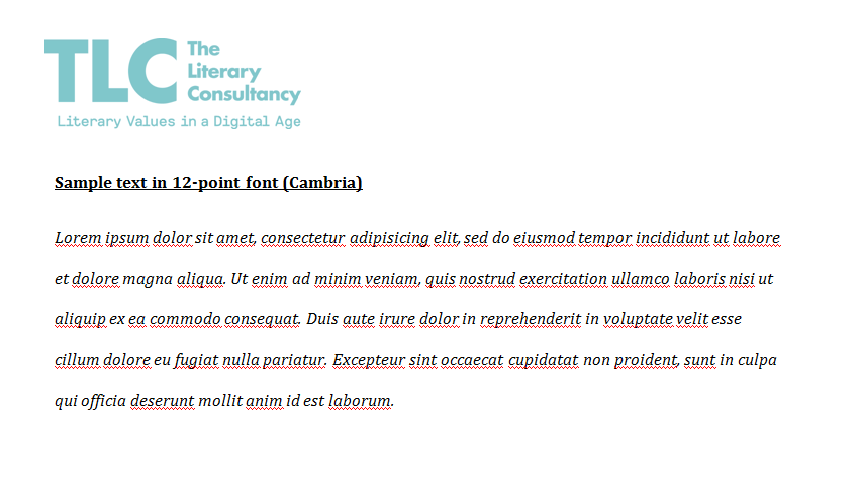 TLC The
Literary
Consultancy
Literary Values in a Digital Age
Sample text in 12-point font (Cambria)
Lorem ipsum dolor sit amet, consectetur adipisicing elit, sed do eiusmod tempor incididunt ut labore
et dolore magna aliqua. Ut enim ad minim veniam, quis nostrud exercitation ullamco laboris nisi ut
aliquip ex ea commodo consequat. Duis aute irure dolor in reprehenderit in voluptate velit esse
cillum dolore eu fugiat nulla pariatur. Excepteur sint occaecat cupidatat non proident, sunt in culpa
qui officia deserunt mollit anim id est laborum.